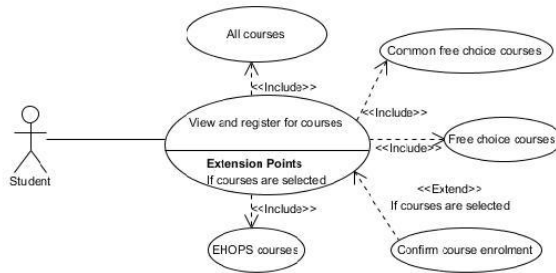 All courses
Common free choice courses
<<Include>>
<<Include>>
View and register for courses
Free choice courses
<<Include>>
Extension Points
If courses are selected
Student
<<Extend>>
If courses are selected
<<Include>>
EHOPS courses
Confirm course enrolment